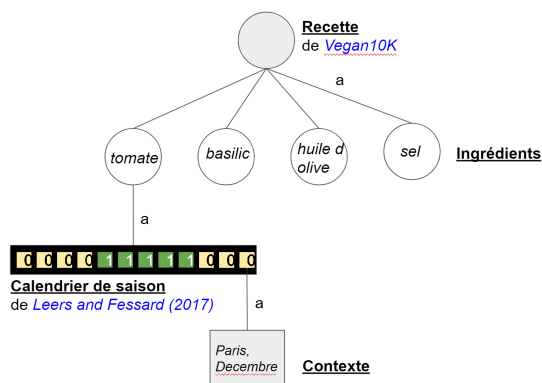 Recette
de Vegan10K
a
tomate
basilic
huile d
olive
sel
Ingrédients
a
0 0 0 0 1 1 1 1 1 0 0 0
Calendrier de saison
de Leers and Fessard (2017)
a
Paris,
Decembre
Contexte